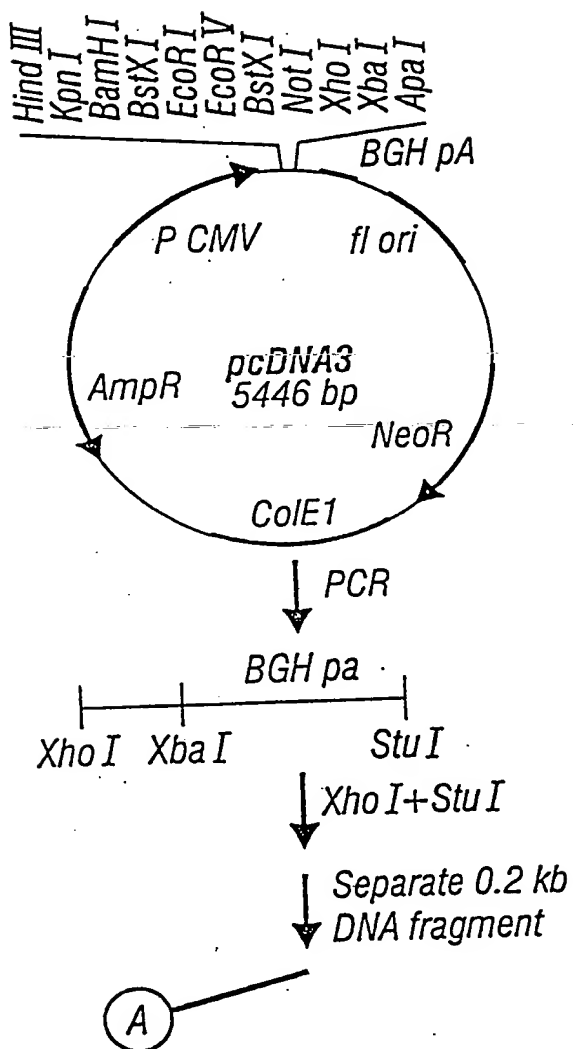 Hind III
Kpn I
BamH I
BstX I
EcoR I
EcoR V
BstX I
Not I
Xho I
Xba I
Apa I
BGH pA
P CMV
fl ori
pcDNA3
5446 bp
AmpR
NeoR
ColE1
PCR
BGH pa
Xho I
Xba I
Stu I
Xho I+Stu I
Separate 0.2 kb
DNA fragment
A